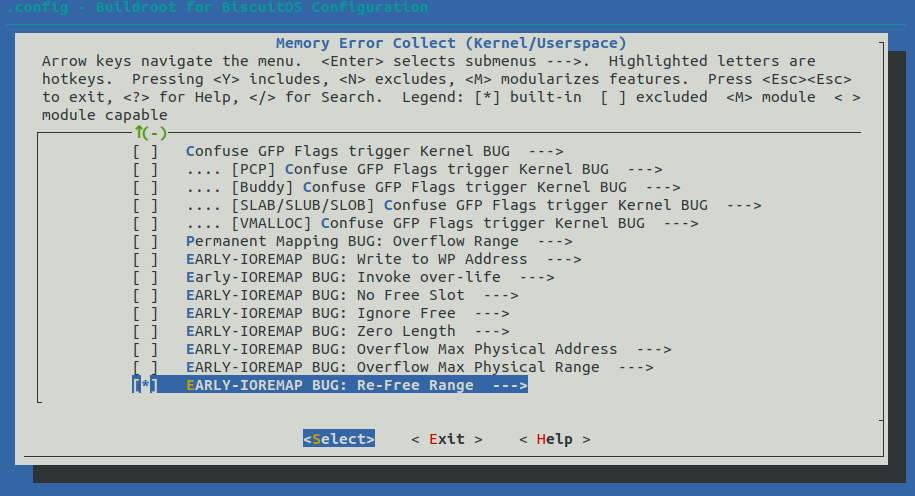 .config - Buildroot for BiscuitOS Configuration
Memory Error Collect (Kernel/Userspace)
Arrow keys navigate the menu.  <Enter> selects submenus --->.  Highlighted letters are
hotkeys.  Pressing <Y> includes, <N> excludes, <M> modularizes features.  Press <Esc><Esc>
to exit, <?> for Help, </> for Search.  Legend: [*] built-in  [ ] excluded  <M> module  < >
module capable
↑(-)
[ ]   Confuse GFP Flags trigger Kernel BUG  --->
[ ]   .... [PCP] Confuse GFP Flags trigger Kernel BUG  --->
[ ]   .... [Buddy] Confuse GFP Flags trigger Kernel BUG  --->
[ ]   .... [SLAB/SLUB/SLOB] Confuse GFP Flags trigger Kernel BUG  --->
[ ]   .... [VMALLOC] Confuse GFP Flags trigger Kernel BUG  --->
[ ]   Permanent Mapping BUG: Overflow Range  --->
[ ]   EARLY-IOREMAP BUG: Write to WP Address  --->
[ ]   Early-IOREMAP BUG: Invoke over-life  --->
[ ]   EARLY-IOREMAP BUG: No Free Slot  --->
[ ]   EARLY-IOREMAP BUG: Ignore Free  --->
[ ]   EARLY-IOREMAP BUG: Zero Length  --->
[ ]   EARLY-IOREMAP BUG: Overflow Max Physical Address  --->
[ ]   EARLY-IOREMAP BUG: Overflow Max Physical Range  --->
[*]   EARLY-IOREMAP BUG: Re-Free Range  --->
<Select>    < Exit >    < Help >